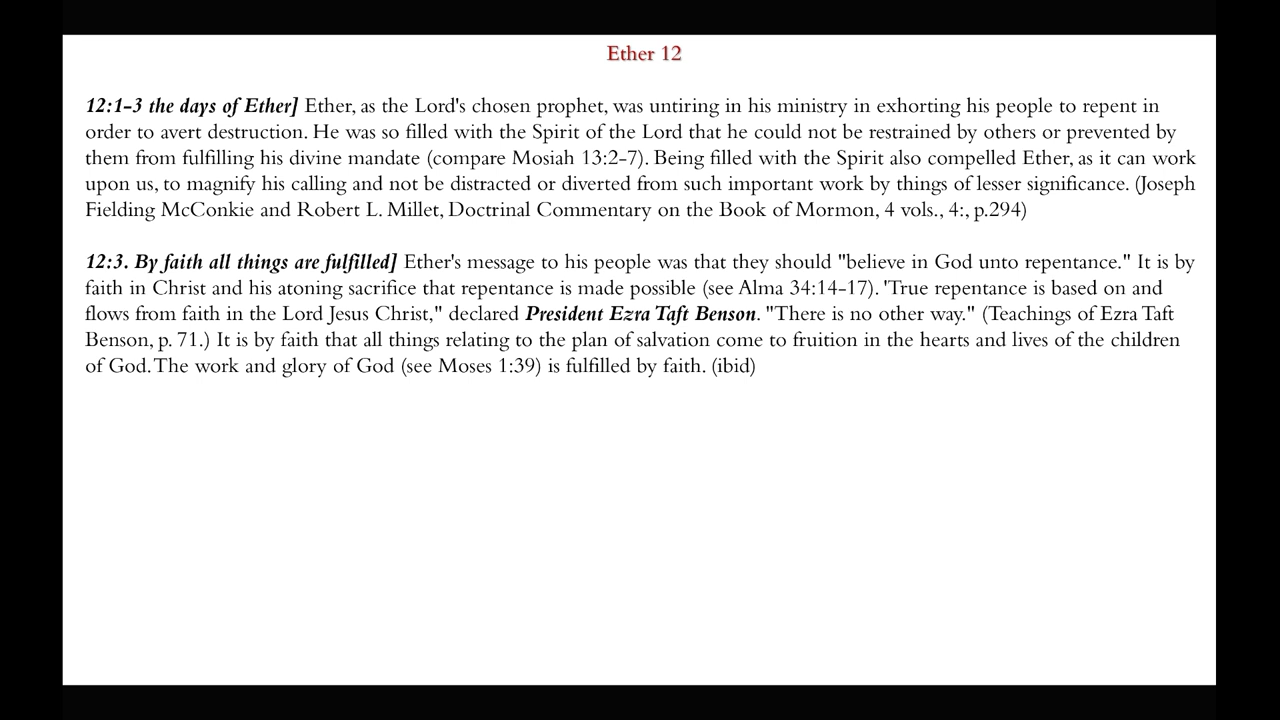 Ether 12
12:1-3 the days of Ether] Ether, as the Lord's chosen prophet, was untiring in his ministry in exhorting his people to repent in
order to avert destruction. He was so filled with the Spirit of the Lord that he could not be restrained by others or prevented by
them from fulfilling his divine mandate (compare Mosiah 13:2-7). Being filled with the Spirit also compelled Ether, as it can work
upon us, to magnify his calling and not be distracted or diverted from such important work by things of lesser significance. (Joseph
Fielding McConkie and Robert L. Millet, Doctrinal Commentary on the Book of Mormon, 4 vols., 4:, p.294)
12:3. By faith all things are fulfilled] Ether's message to his people was that they should "believe in God unto repentance." It is by
faith in Christ and his atoning sacrifice that repentance is made possible (see Alma 34:14-17). 'True repentance is based on and
flows from faith in the Lord Jesus Christ," declared President Ezra Taft Benson. "There is no other way." (Teachings of Ezra Taft
Benson, p. 71.) It is by faith that all things relating to the plan of salvation come to fruition in the hearts and lives of the children
of God. The work and glory of God (see Moses 1:39) is fulfilled by faith. (ibid)